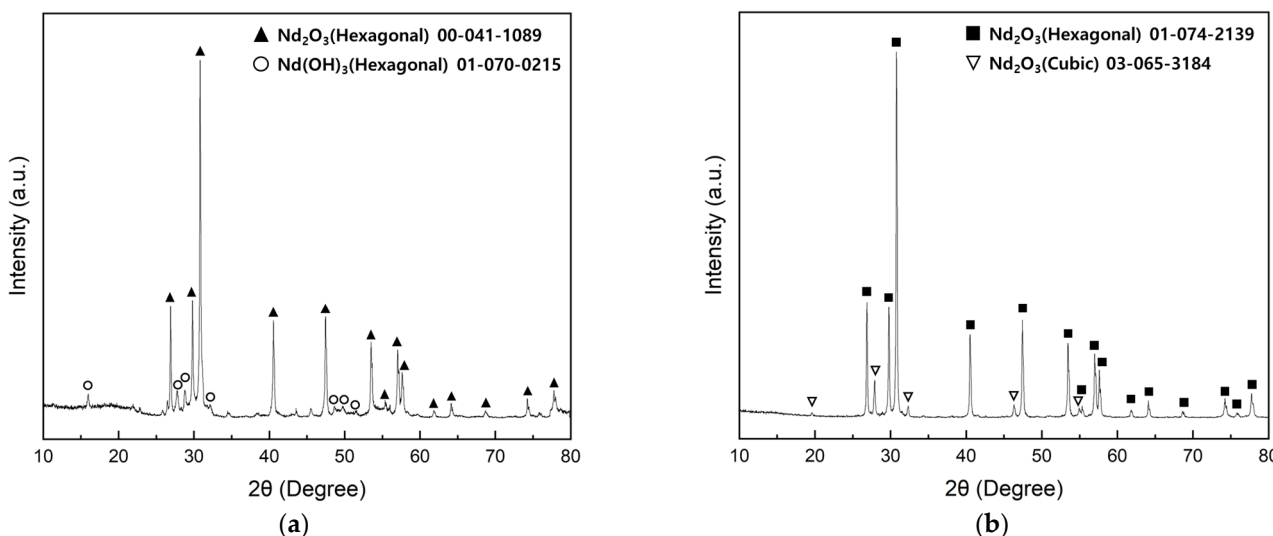 ▲ Nd₂O₃(Hexagonal) 00-041-1089
○ Nd(OH)₃(Hexagonal) 01-070-0215
Intensity (a.u.)
10 20 30 40 50 60 70 80
2θ (Degree)
(a)
■ Nd₂O₃(Hexagonal) 01-074-2139
▽ Nd₂O₃(Cubic) 03-065-3184
Intensity (a.u.)
10 20 30 40 50 60 70 80
2θ (Degree)
(b)